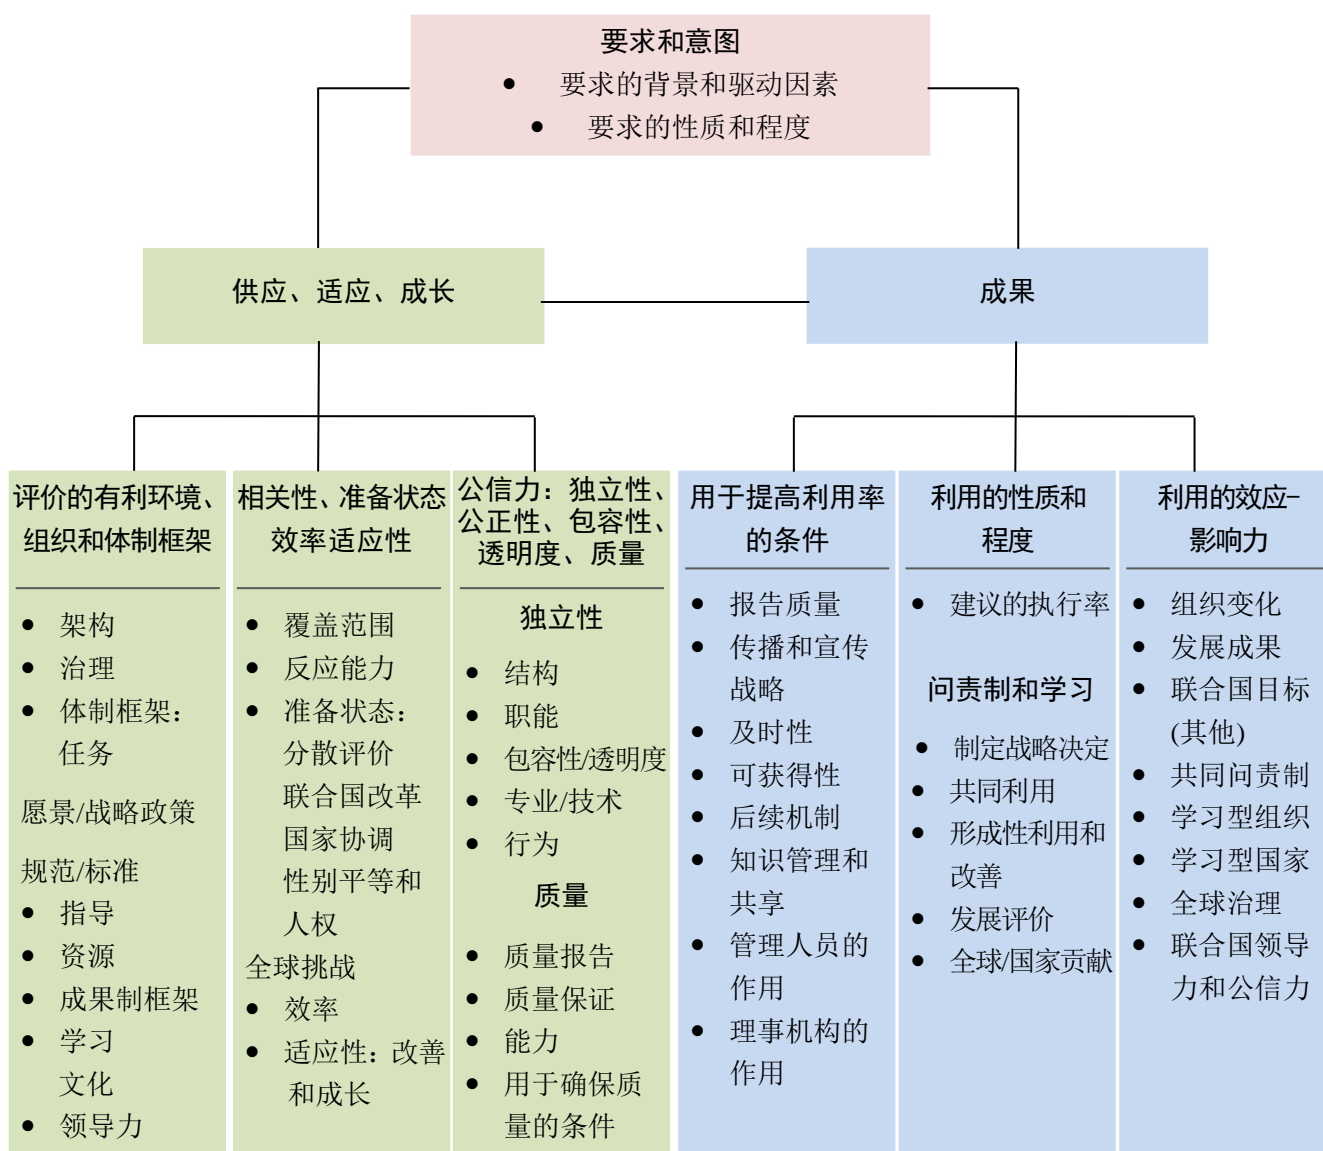 要求和意图
● 要求的背景和驱动因素
● 要求的性质和程度
供应、适应、成长
成果
评价的有利环境、
组织和体制框架
● 架构
● 治理
● 体制框架：
任务
愿景/战略政策
规范/标准
● 指导
● 资源
● 成果制框架
● 学习
文化
● 领导力
相关性、准备状态
效率适应性
● 覆盖范围
● 反应能力
● 准备状态：
分散评价
联合国改革
国家协调
性别平等和
人权
全球挑战
● 效率
● 适应性：改善
和成长
公信力：独立性、
公正性、包容性、
透明度、质量
独立性
● 结构
● 职能
● 包容性/透明度
● 专业/技术
● 行为
质量
● 质量报告
● 质量保证
● 能力
● 用于确保质
量的条件
用于提高利用率
的条件
● 报告质量
● 传播和宣传
战略
● 及时性
● 可获得性
● 后续机制
● 知识管理和
共享
● 管理人员的
作用
● 理事机构的
作用
利用的性质和
程度
● 建议的执行率
问责制和学习
● 制定战略决定
● 共同利用
● 形成性利用和
改善
● 发展评价
● 全球/国家贡献
利用的效应–
影响力
● 组织变化
● 发展成果
● 联合国目标
(其他)
● 共同问责制
● 学习型组织
● 学习型国家
● 全球治理
● 联合国领导
力和公信力